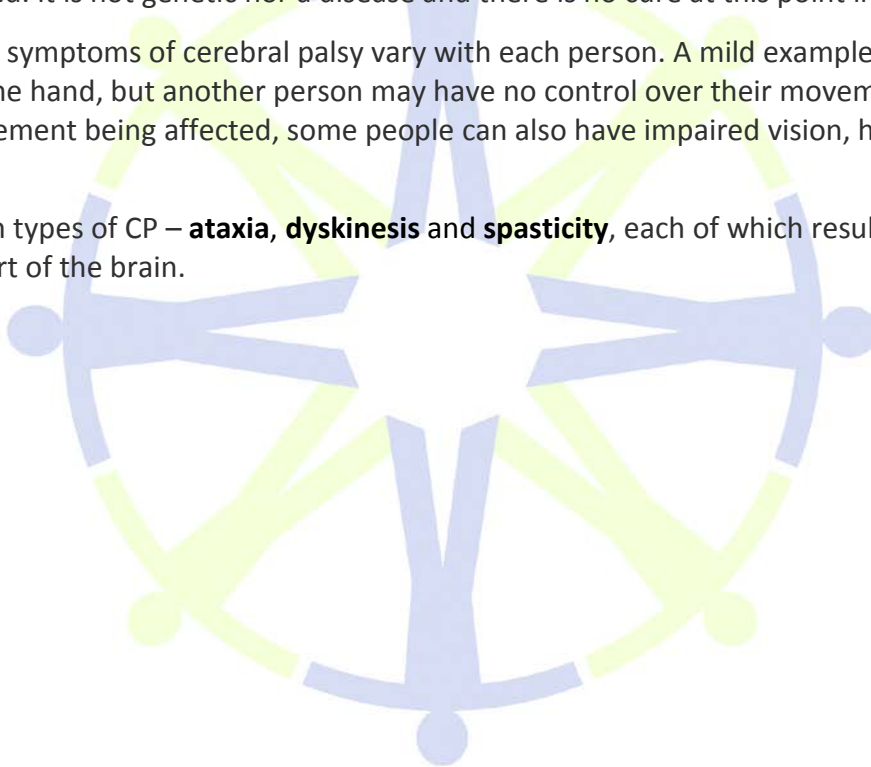 It is not genetic nor a disease and there is no cure at this point i
symptoms of cerebral palsy vary with each person. A mild example
hand, but another person may have no control over their movem
being affected, some people can also have impaired vision, h
types of CP – ataxia, dyskinesis and spasticity, each of which resul
of the brain.